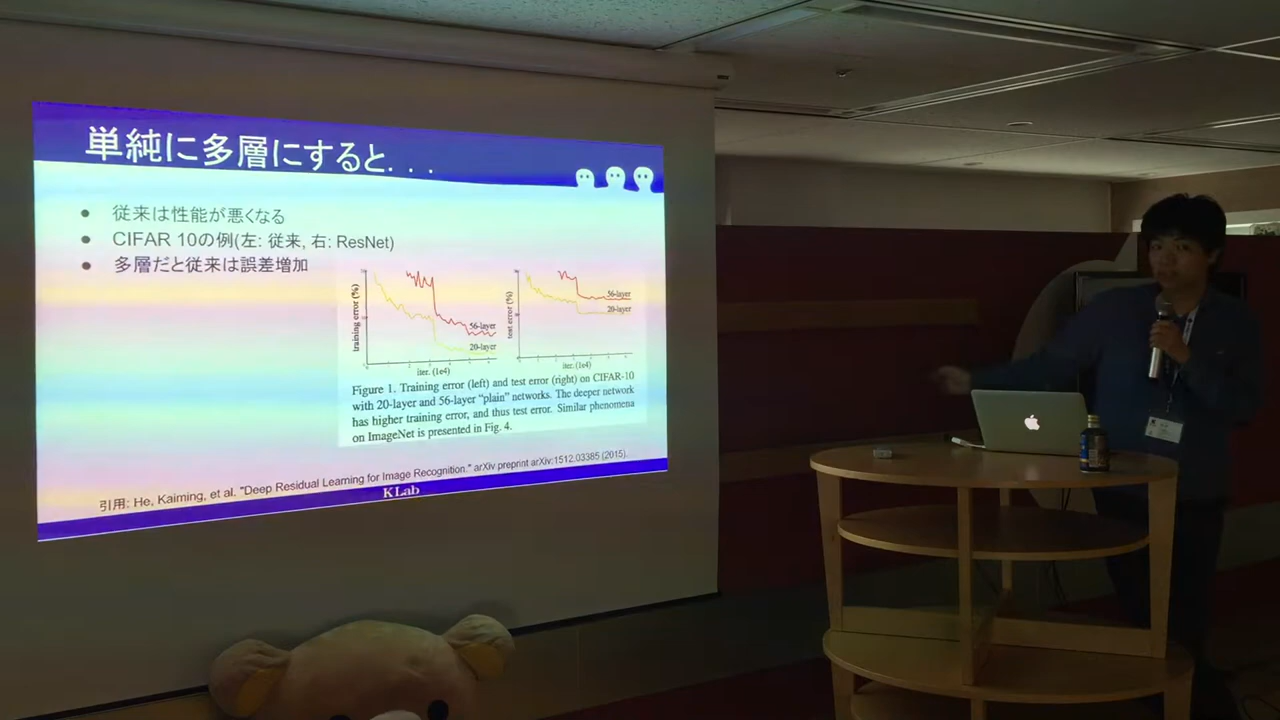 単純に多層にすると...
● 従来は性能が悪くなる
● CIFAR 10の例(左: 従来, 右: ResNet)
● 多層だと従来は誤差増加
training error (%)
56-layer
20-layer
iter. (1e4)
test error (%)
56-layer
20-layer
iter. (1e4)
Figure 1. Training error (left) and test error (right) on CIFAR-10
with 20-layer and 56-layer “plain” networks. The deeper network
has higher training error, and thus test error. Similar phenomena
on ImageNet is presented in Fig. 4.
引用: He, Kaiming, et al. "Deep Residual Learning for Image Recognition." arXiv preprint arXiv:1512.03385 (2015).
KLab